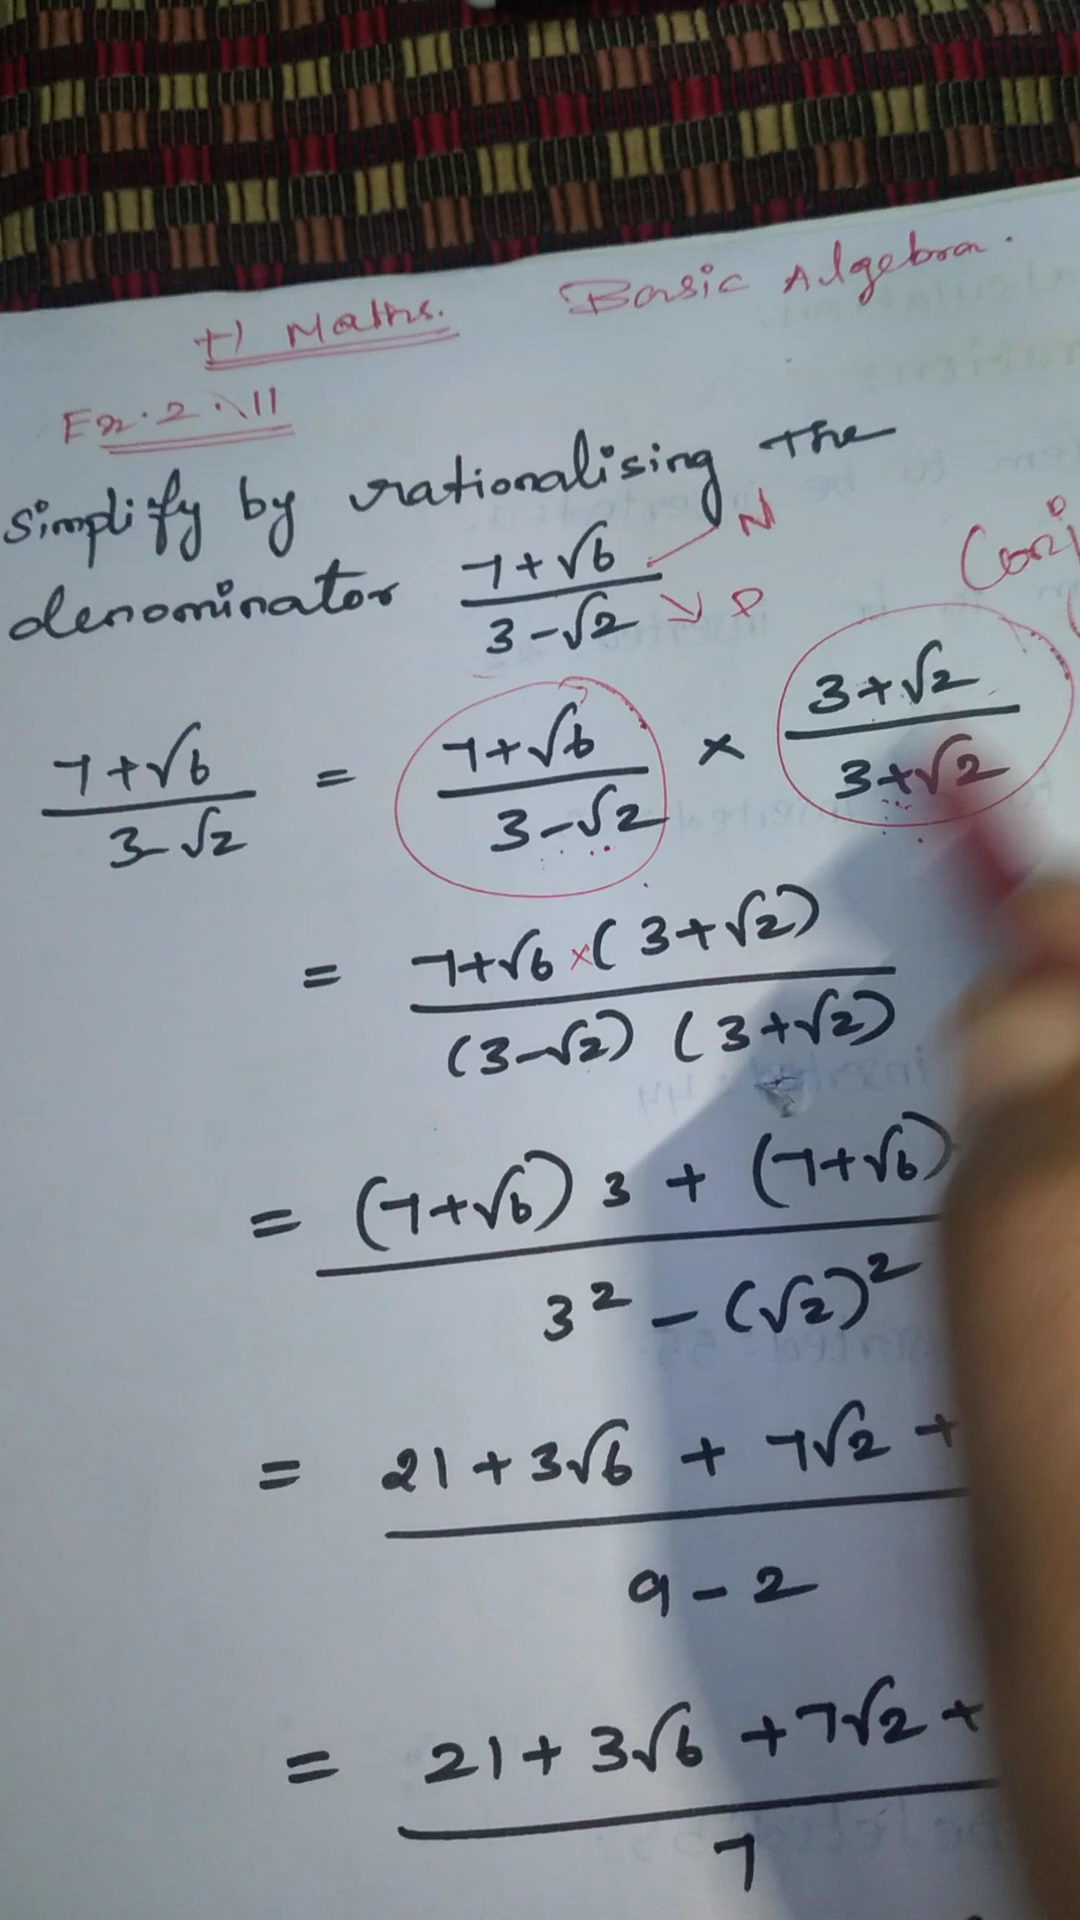 +1 Maths. Basic Algebra.
Ex. 2.11
Simplify by rationalising the
denominator 7+√6 / 3-√2 N D
7+√6 / 3-√2 = 7+√6 / 3-√2 × 3+√2 / 3+√2
= 7+√6 ×(3+√2) / (3-√2) (3+√2)
= (7+√6) 3 + (7+√6) / 3² - (√2)²
= 21 + 3√6 + 7√2 + / 9 - 2
= 21 + 3√6 + 7√2 + / 7